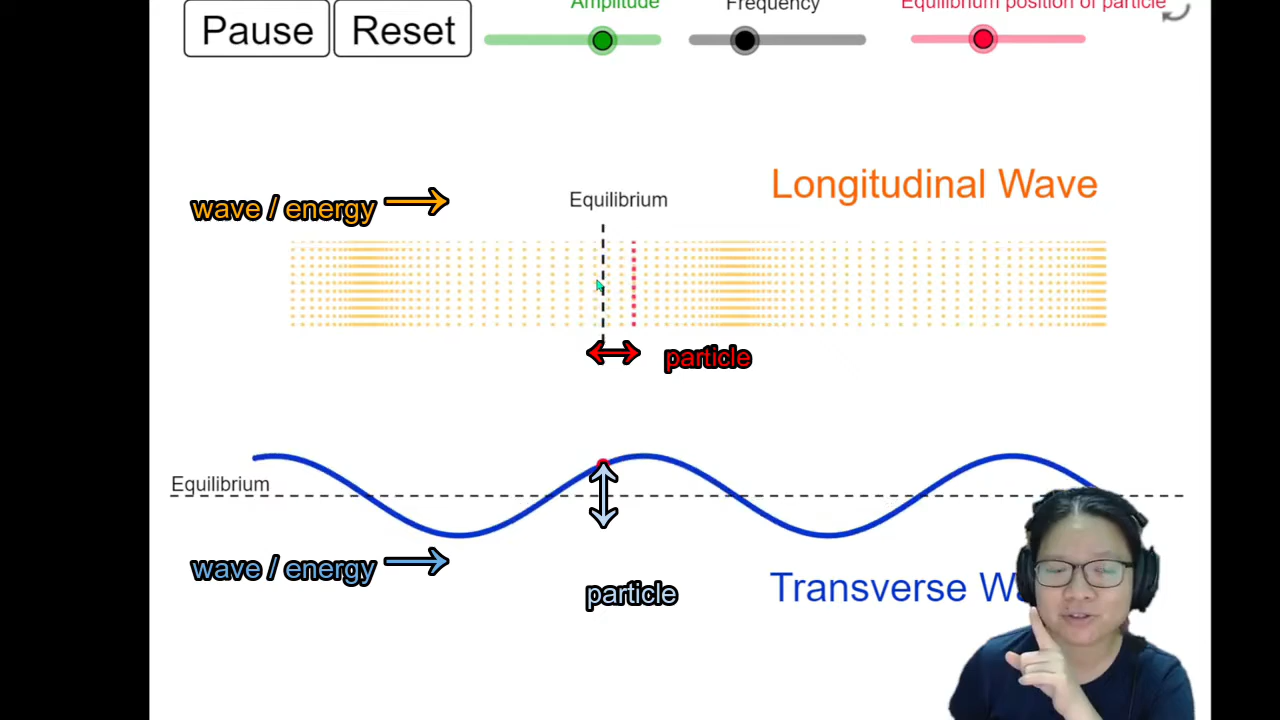 Amplitude
Frequency
Equilibrium position of particle
Pause
Reset
Longitudinal Wave
Equilibrium
wave / energy
particle
Equilibrium
wave / energy
particle
Transverse